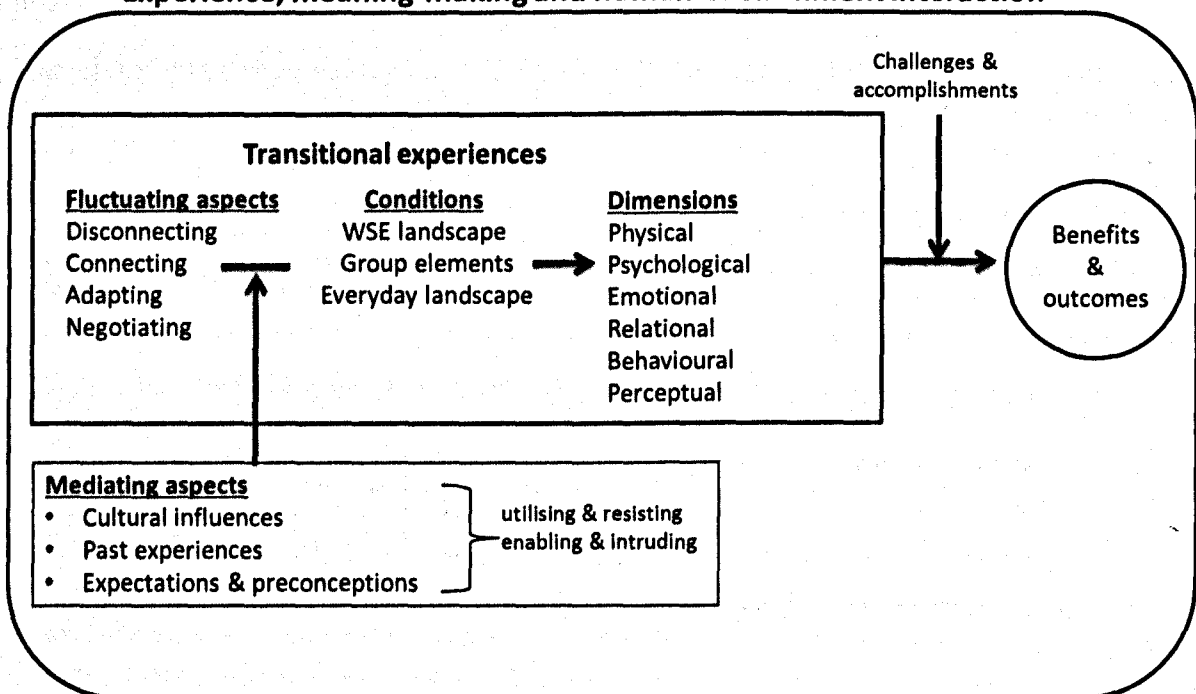 Challenges &
accomplishments
Transitional experiences
Fluctuating aspects
Disconnecting
Connecting
Adapting
Negotiating
Conditions
WSE landscape
Group elements
Everyday landscape
Dimensions
Physical
Psychological
Emotional
Relational
Behavioural
Perceptual
Benefits
&
outcomes
Mediating aspects
• Cultural influences
• Past experiences
• Expectations & preconceptions
utilising & resisting
enabling & intruding